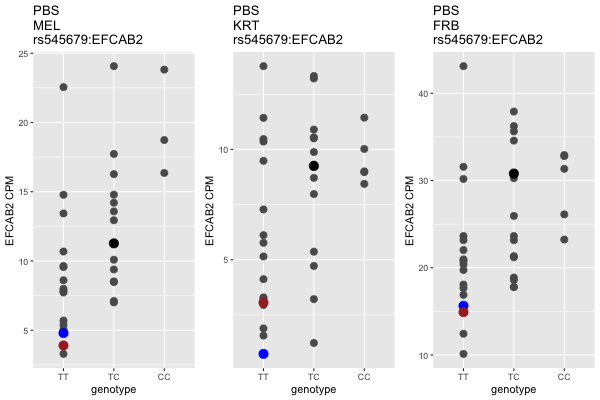 PBS
MEL
rs545679:EFCAB2
25
20
15
10
5
EFCAB2 CPM
TT TC CC
genotype
PBS
KRT
rs545679:EFCAB2
10
5
EFCAB2 CPM
TT TC CC
genotype
PBS
FRB
rs545679:EFCAB2
40
30
20
10
EFCAB2 CPM
TT TC CC
genotype